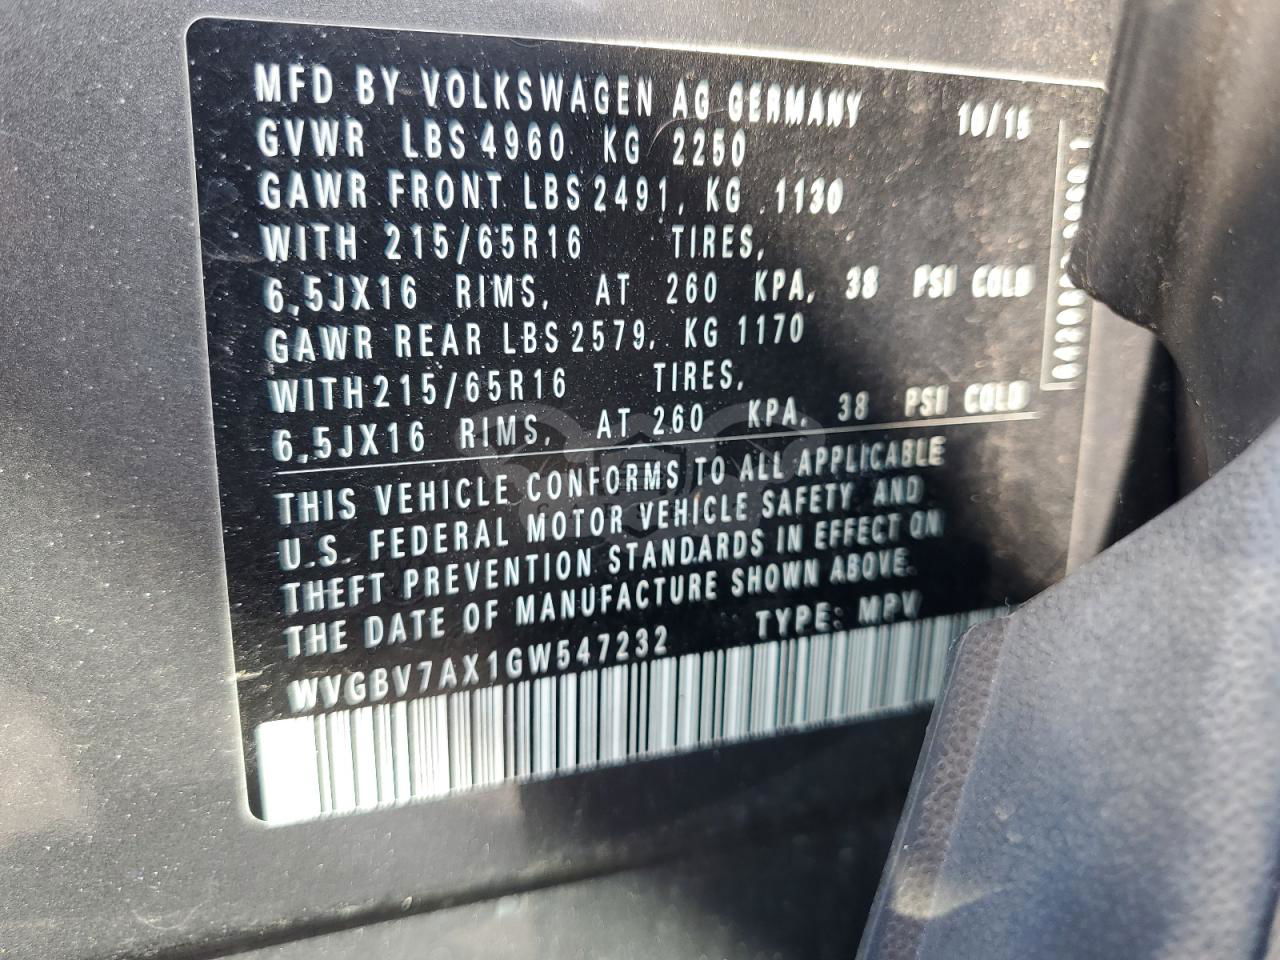 MFD BY VOLKSWAGEN AG GERMANY 10/15
GVWR LBS 4960 KG 2250
GAWR FRONT LBS 2491, KG 1130
WITH 215/65R16 TIRES,
6,5JX16 RIMS, AT 260 KPA, 38 PSI COLD
GAWR REAR LBS 2579, KG 1170
WITH 215/65R16 TIRES,
6,5JX16 RIMS, AT 260 KPA, 38 PSI COLD
THIS VEHICLE CONFORMS TO ALL APPLICABLE
U.S. FEDERAL MOTOR VEHICLE SAFETY AND
THEFT PREVENTION STANDARDS IN EFFECT ON
THE DATE OF MANUFACTURE SHOWN ABOVE.
WVGBV7AX1GW547232 TYPE: MPV